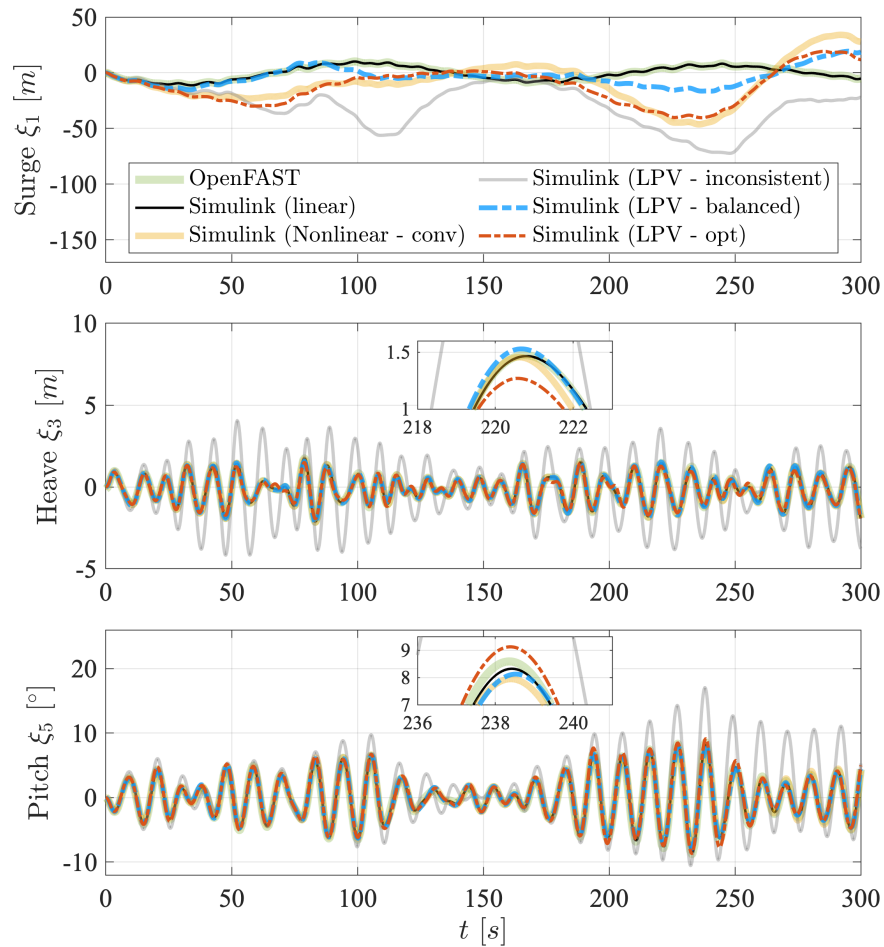 50
0
-50
-100
-150
Surge ξ₁ [m]
OpenFAST
Simulink (linear)
Simulink (Nonlinear - conv)
Simulink (LPV - inconsistent)
Simulink (LPV - balanced)
Simulink (LPV - opt)
0 50 100 150 200 250 300
10
5
0
-5
Heave ξ₃ [m]
1.5
1
218 220 222
0 50 100 150 200 250 300
20
10
0
-10
Pitch ξ₅ [°]
9
8
7
236 238 240
0 50 100 150 200 250 300
t [s]